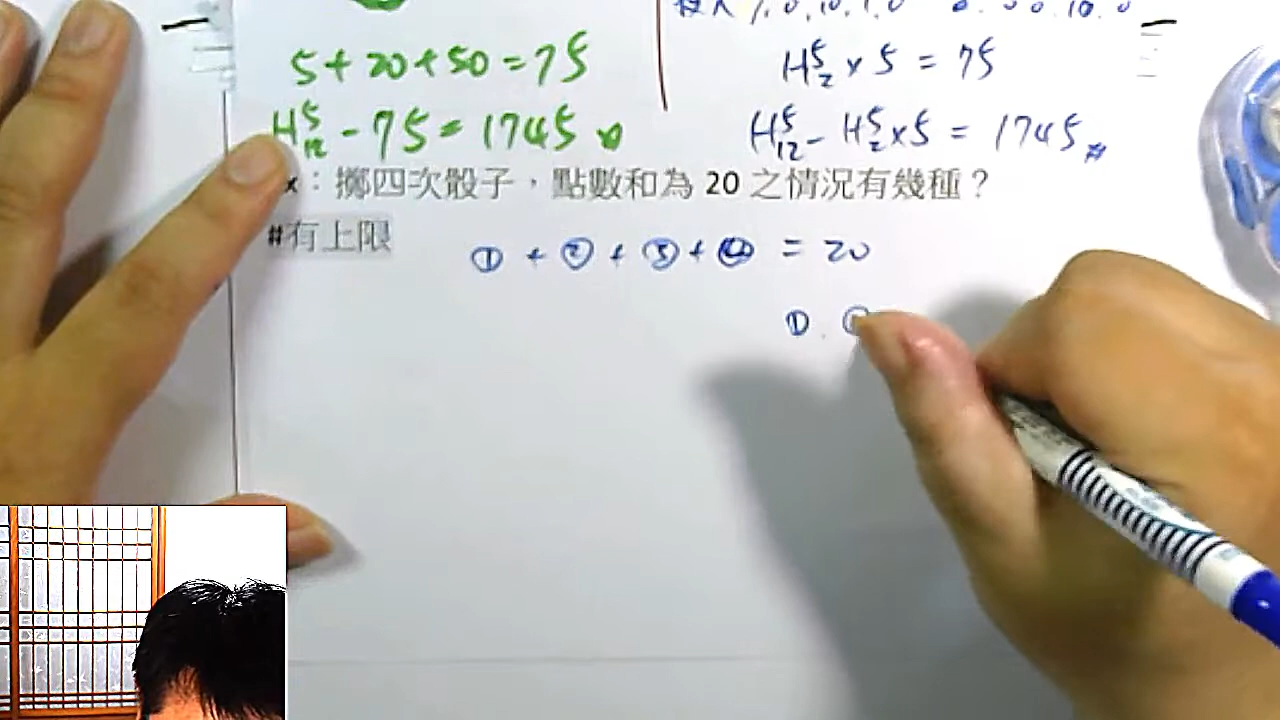 5+20+50=75
H⁵₁₂ - 75 = 1745
H⁵₂ × 5 = 75
H⁵₁₂ - H⁵₂×5 = 1745 #
x：擲四次骰子，點數和為 20 之情況有幾種？
#有上限
① + ② + ③ + ④ = 20
①.